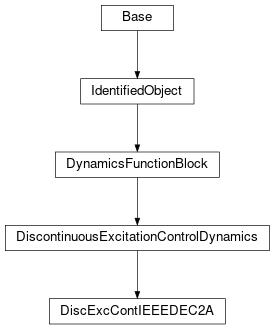 Base
IdentifiedObject
DynamicsFunctionBlock
DiscontinuousExcitationControlDynamics
DiscExcContIEEEDEC2A